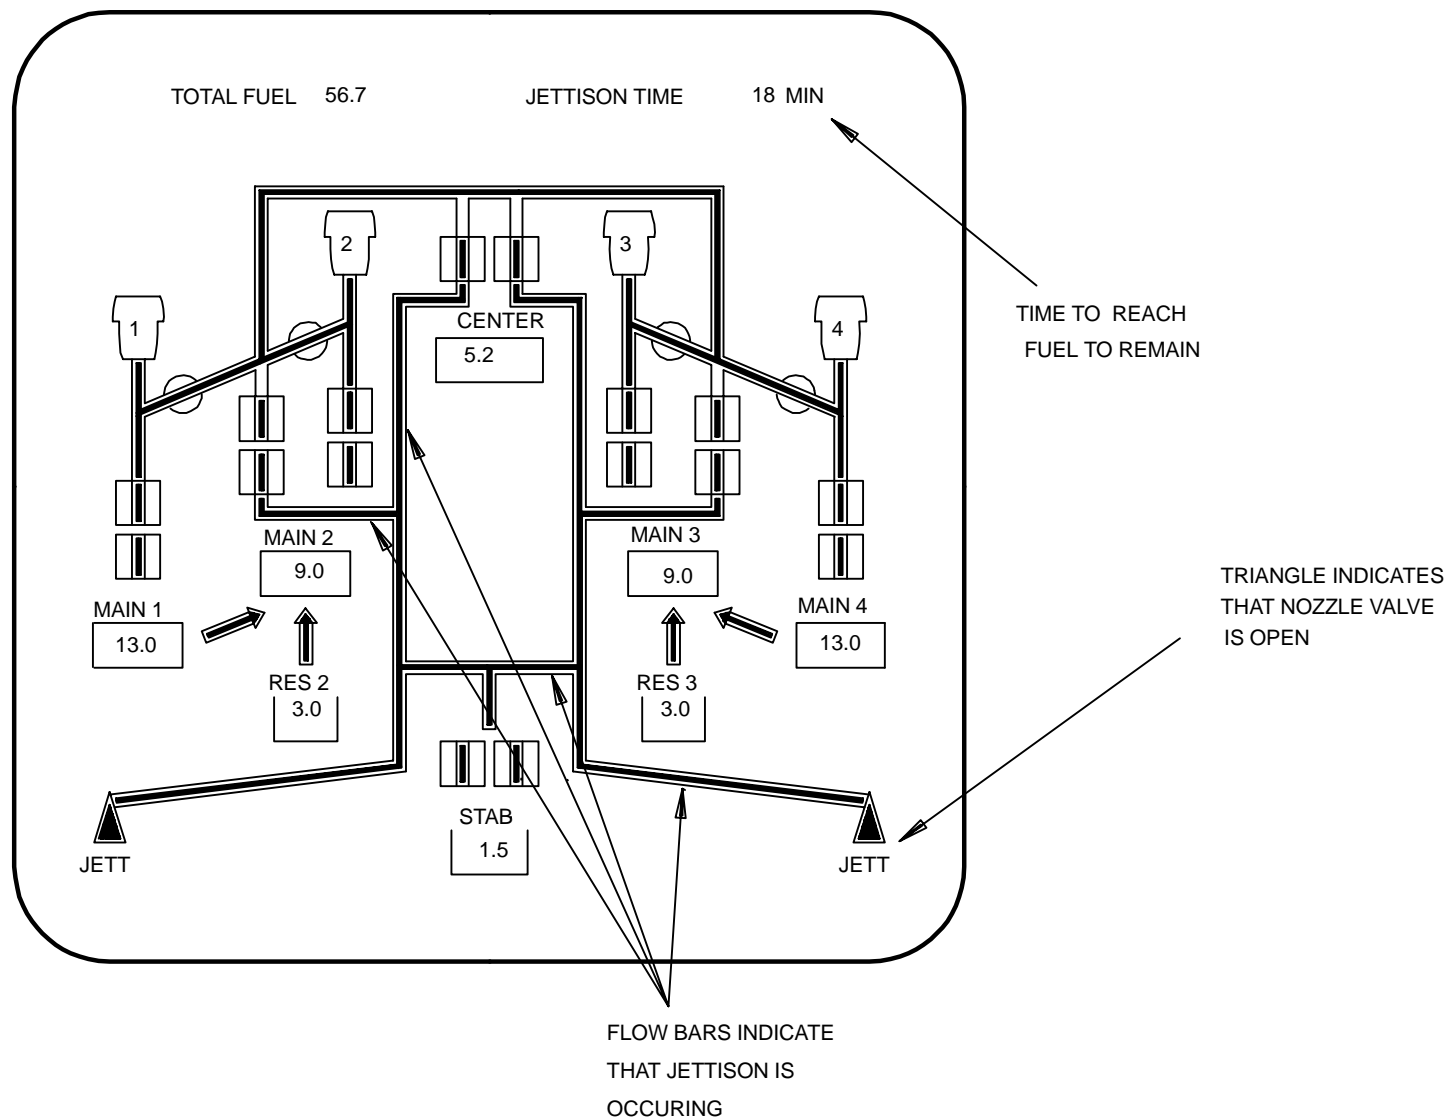 TOTAL FUEL 56.7 JETTISON TIME 18 MIN
2
3
1
4
CENTER
5.2
TIME TO REACH
FUEL TO REMAIN
MAIN 2
9.0
MAIN 3
9.0
MAIN 1
13.0
MAIN 4
13.0
RES 2
3.0
RES 3
3.0
TRIANGLE INDICATES
THAT NOZZLE VALVE
IS OPEN
STAB
1.5
JETT
JETT
FLOW BARS INDICATE
THAT JETTISON IS
OCCURING